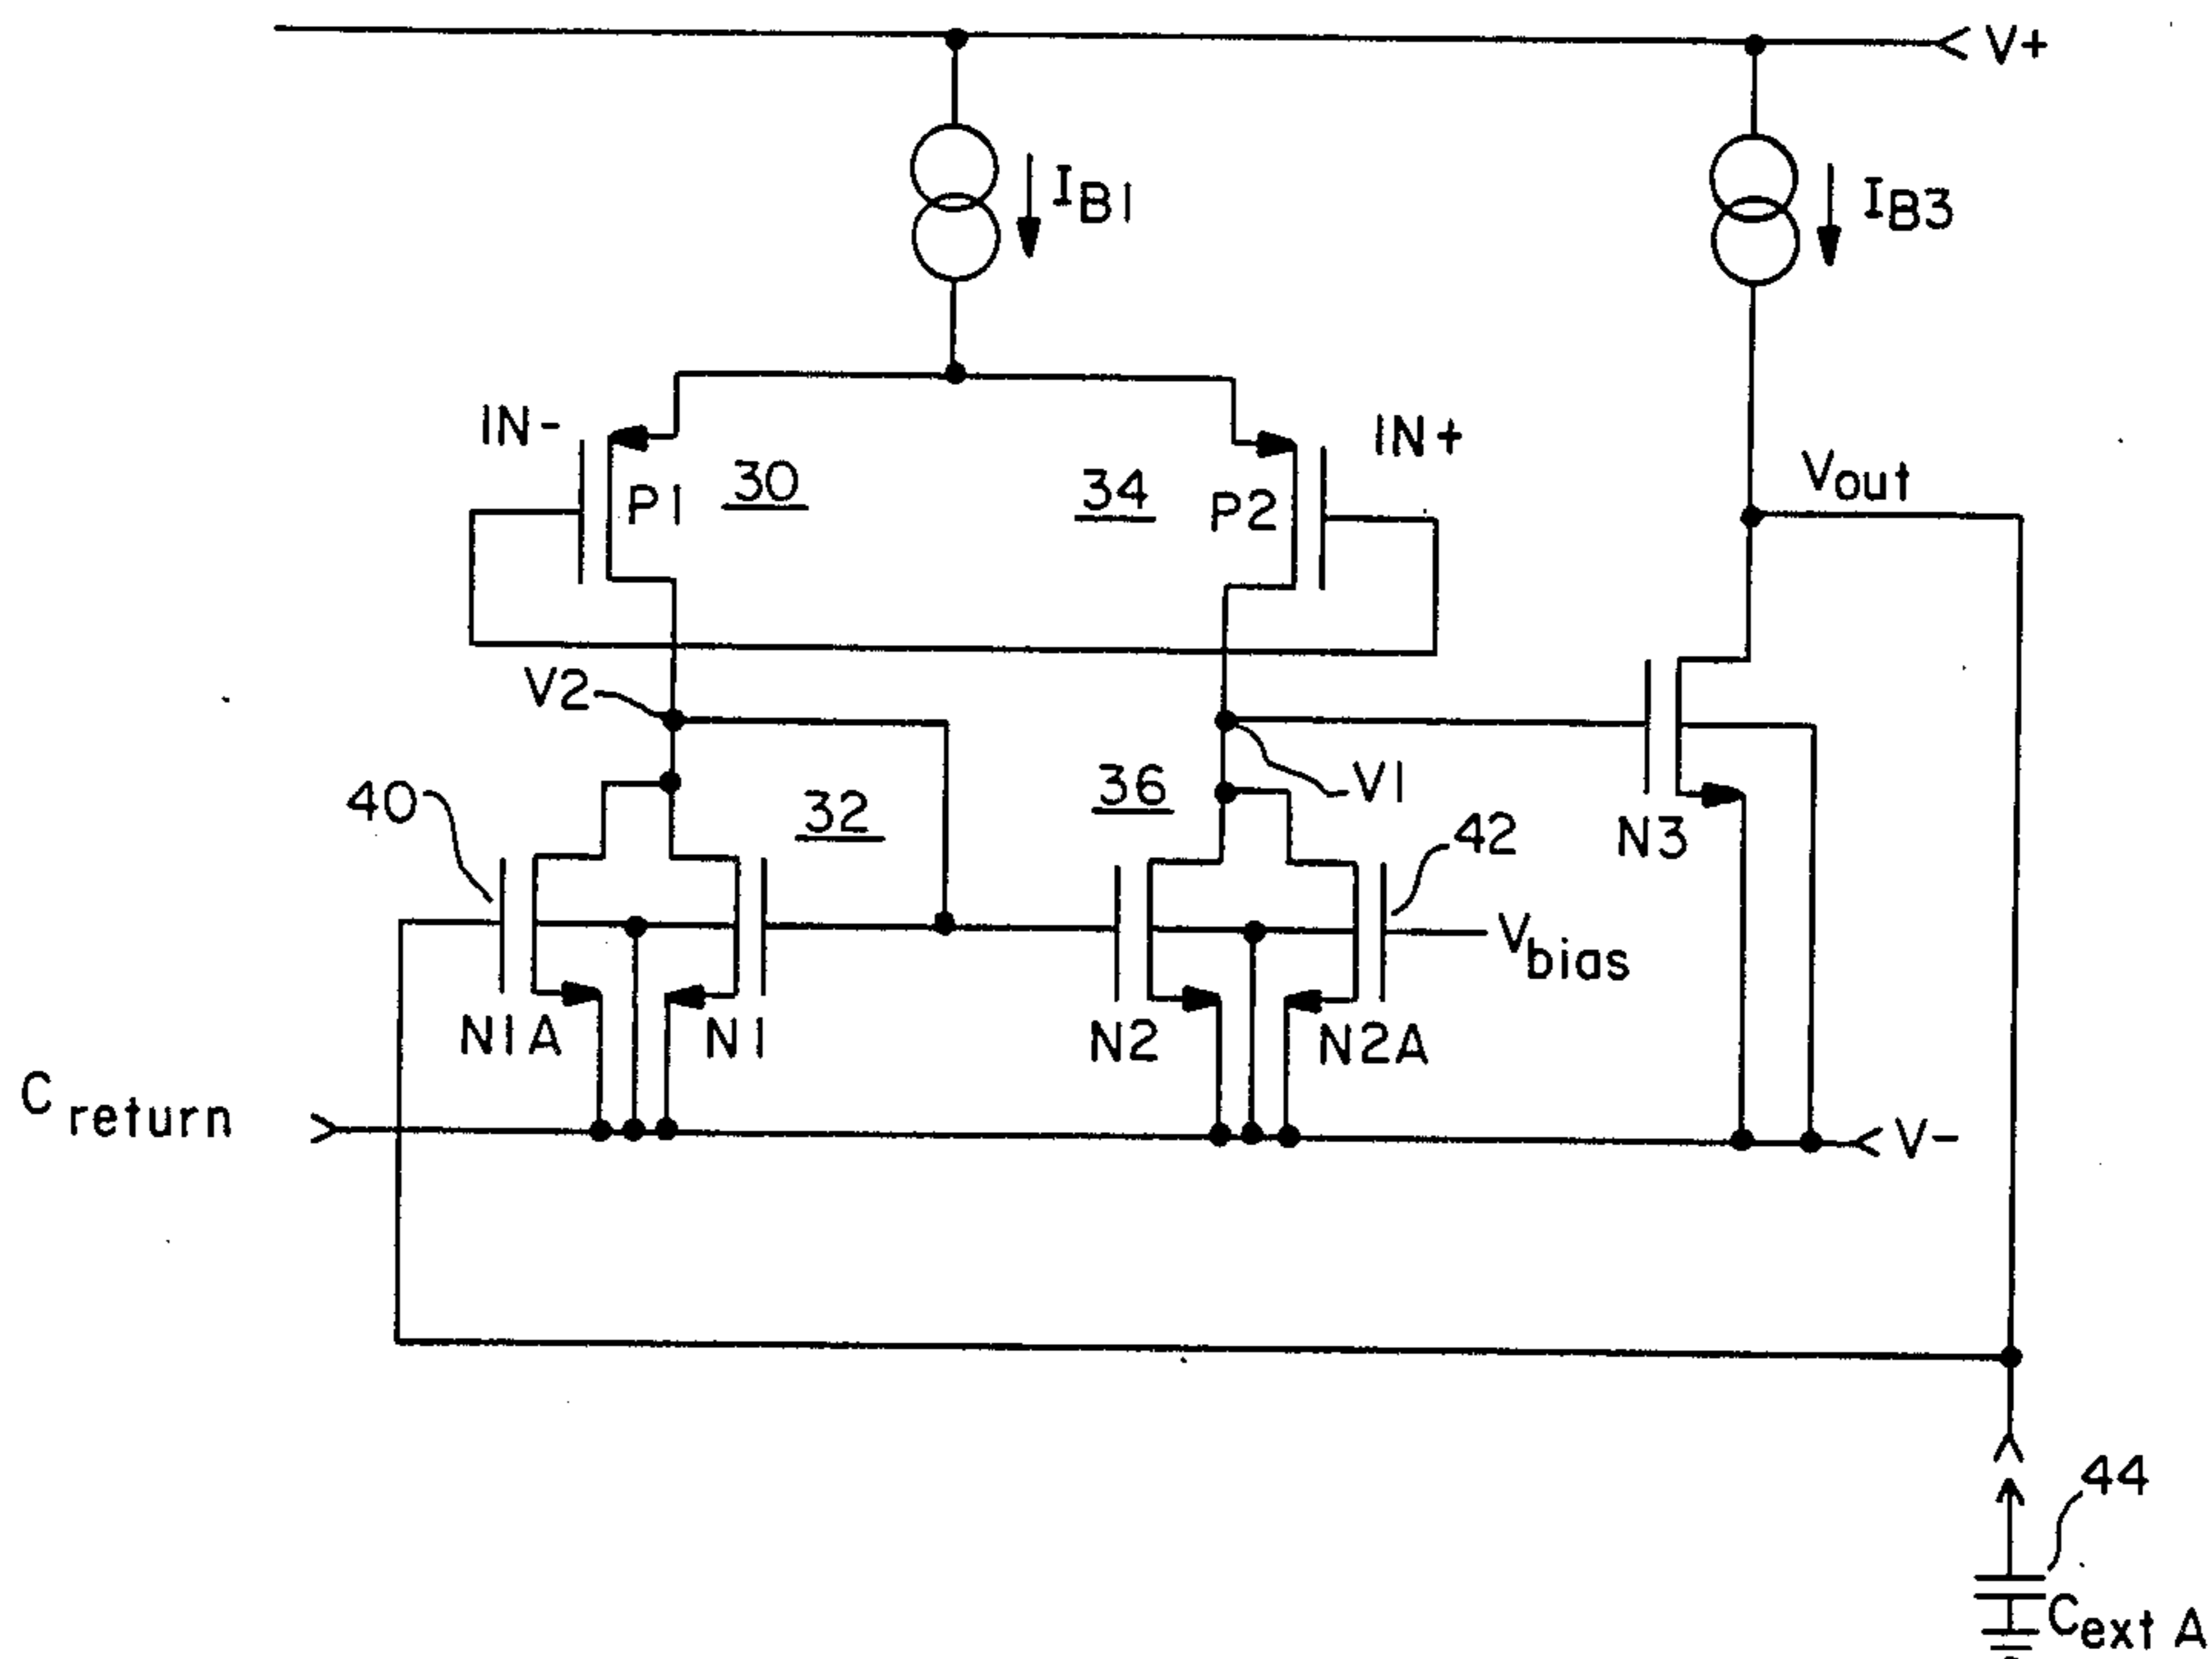 V+
IB1
IB3
IN-
IN+
P1
30
34
P2
Vout
V2
V1
40
32
36
42
N3
Vbias
N1A
N1
N2
N2A
C return
V-
44
Cext A